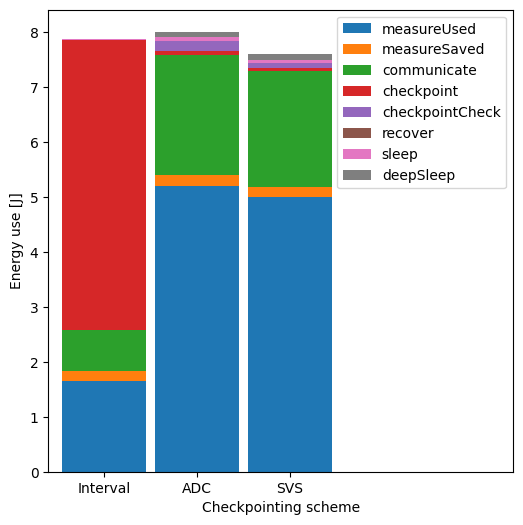 8
7
6
5
4
3
2
1
0
Energy use [J]
measureUsed
measureSaved
communicate
checkpoint
checkpointCheck
recover
sleep
deepSleep
Interval ADC SVS
Checkpointing scheme